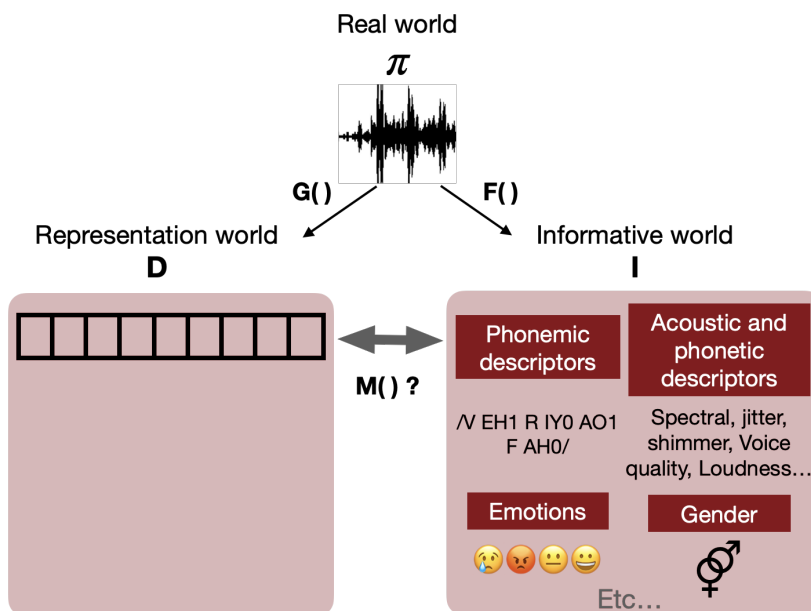 Real world
π
G( )
F( )
Representation world
D
Informative world
I
M( ) ?
Phonemic
descriptors
Acoustic and
phonetic
descriptors
/V EH1 R IY0 AO1
F AH0/
Spectral, jitter,
shimmer, Voice
quality, Loudness...
Emotions
Gender
Etc...